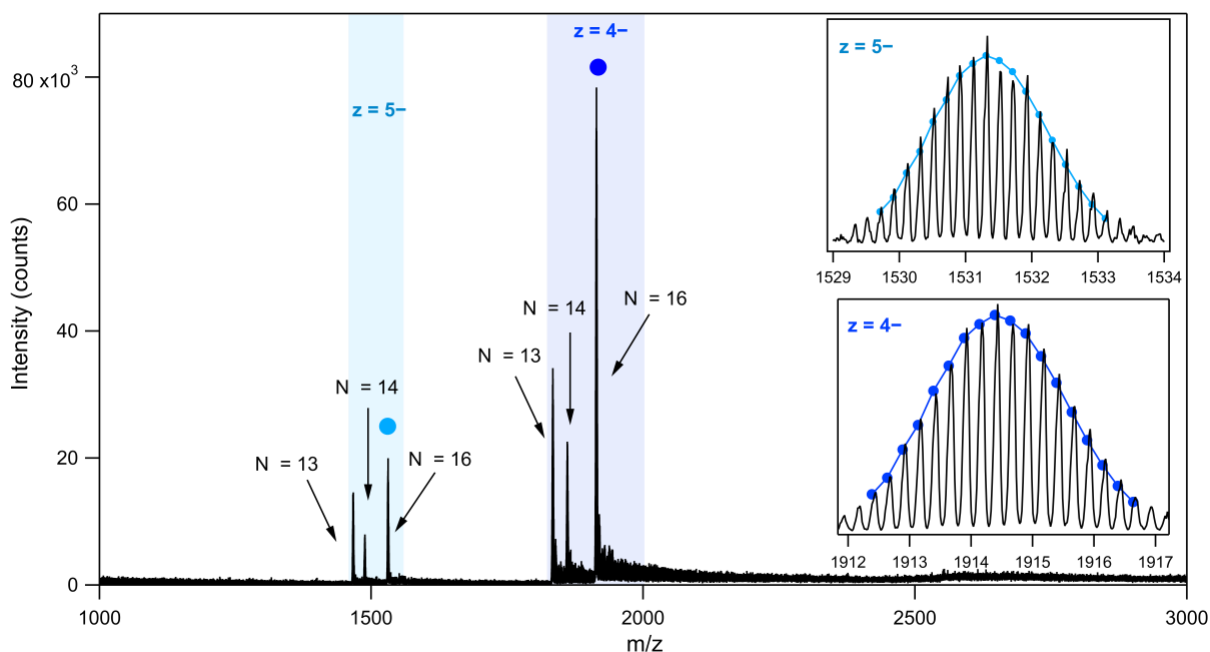 z = 4−
z = 5−
80 x10³
60
40
20
0
Intensity (counts)
N = 13
N = 14
N = 16
N = 13
N = 14
N = 16
1000
1500
2000
2500
3000
m/z
z = 5−
1529
1530
1531
1532
1533
1534
z = 4−
1912
1913
1914
1915
1916
1917